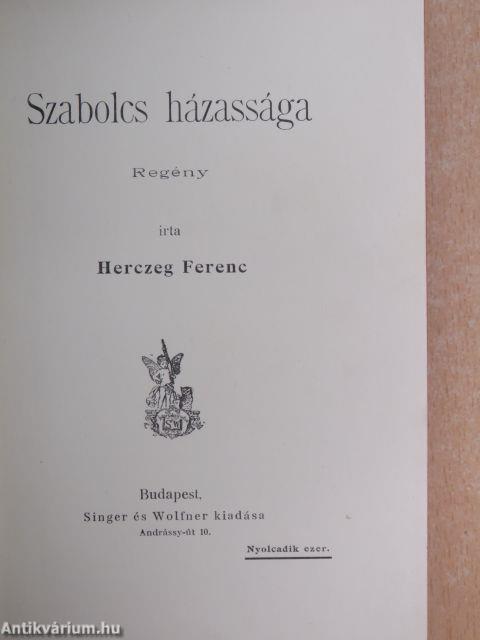 Szabolcs házassága
Regény
irta
Herczeg Ferenc
Budapest,
Singer és Wolfner kiadása
Andrássy-út 10.
Nyolcadik ezer.
Antikvárium.hu